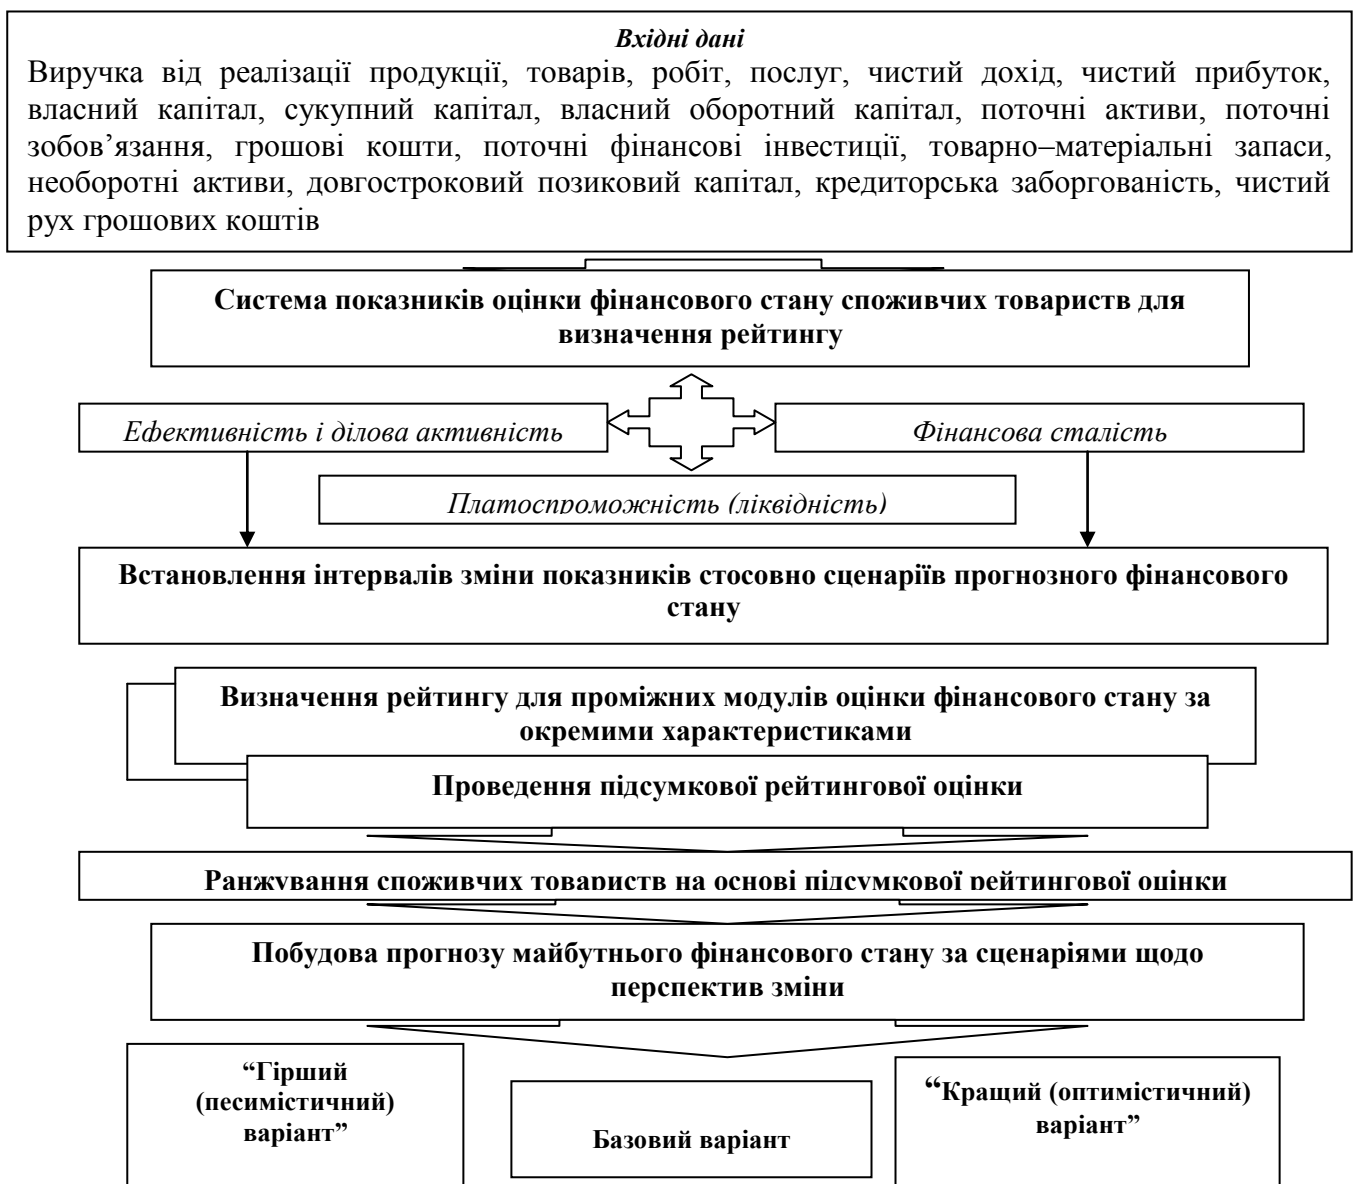 Вхідні дані
Виручка від реалізації продукції, товарів, робіт, послуг, чистий дохід, чистий прибуток,
власний капітал, сукупний капітал, власний оборотний капітал, поточні активи, поточні
зобов’язання, грошові кошти, поточні фінансові інвестиції, товарно–матеріальні запаси,
необоротні активи, довгостроковий позиковий капітал, кредиторська заборгованість, чистий
рух грошових коштів
Система показників оцінки фінансового стану споживчих товариств для
визначення рейтингу
Ефективність і ділова активність
Фінансова сталість
Платоспроможність (ліквідність)
Встановлення інтервалів зміни показників стосовно сценаріїв прогнозного фінансового
стану
Визначення рейтингу для проміжних модулів оцінки фінансового стану за
окремими характеристиками
Проведення підсумкової рейтингової оцінки
Ранжування споживчих товариств на основі підсумкової рейтингової оцінки
Побудова прогнозу майбутнього фінансового стану за сценаріями щодо
перспектив зміни
“Гірший
(песимістичний)
варіант”
Базовий варіант
“Кращий (оптимістичний)
варіант”